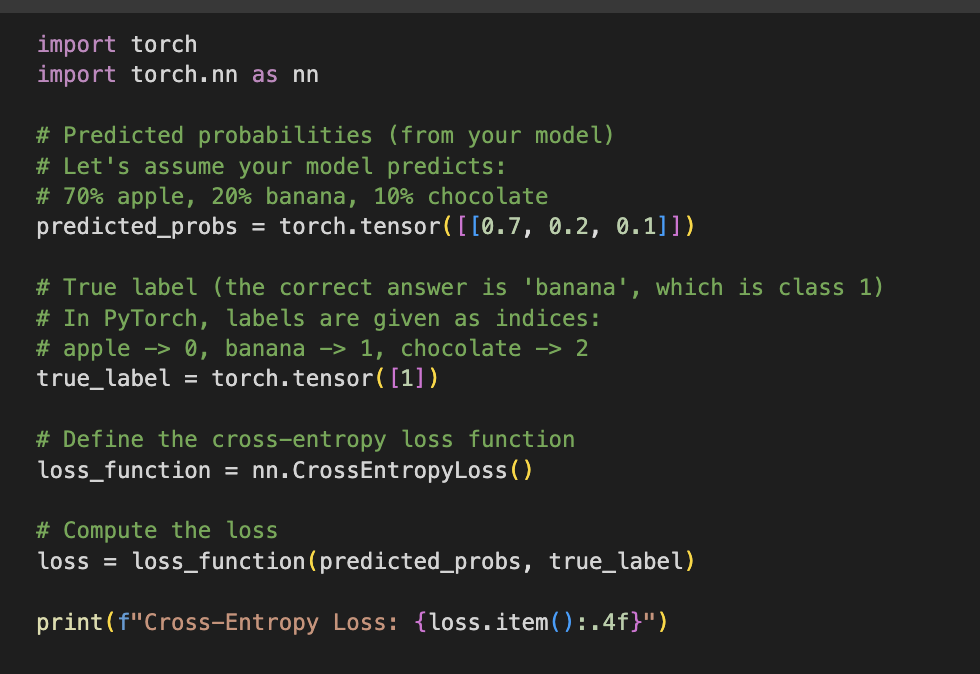 import torch
import torch.nn as nn
# Predicted probabilities (from your model)
# Let's assume your model predicts:
# 70% apple, 20% banana, 10% chocolate
predicted_probs = torch.tensor([[0.7, 0.2, 0.1]])
# True label (the correct answer is 'banana', which is class 1)
# In PyTorch, labels are given as indices:
# apple -> 0, banana -> 1, chocolate -> 2
true_label = torch.tensor([1])
# Define the cross-entropy loss function
loss_function = nn.CrossEntropyLoss()
# Compute the loss
loss = loss_function(predicted_probs, true_label)
print(f"Cross-Entropy Loss: {loss.item():.4f}")